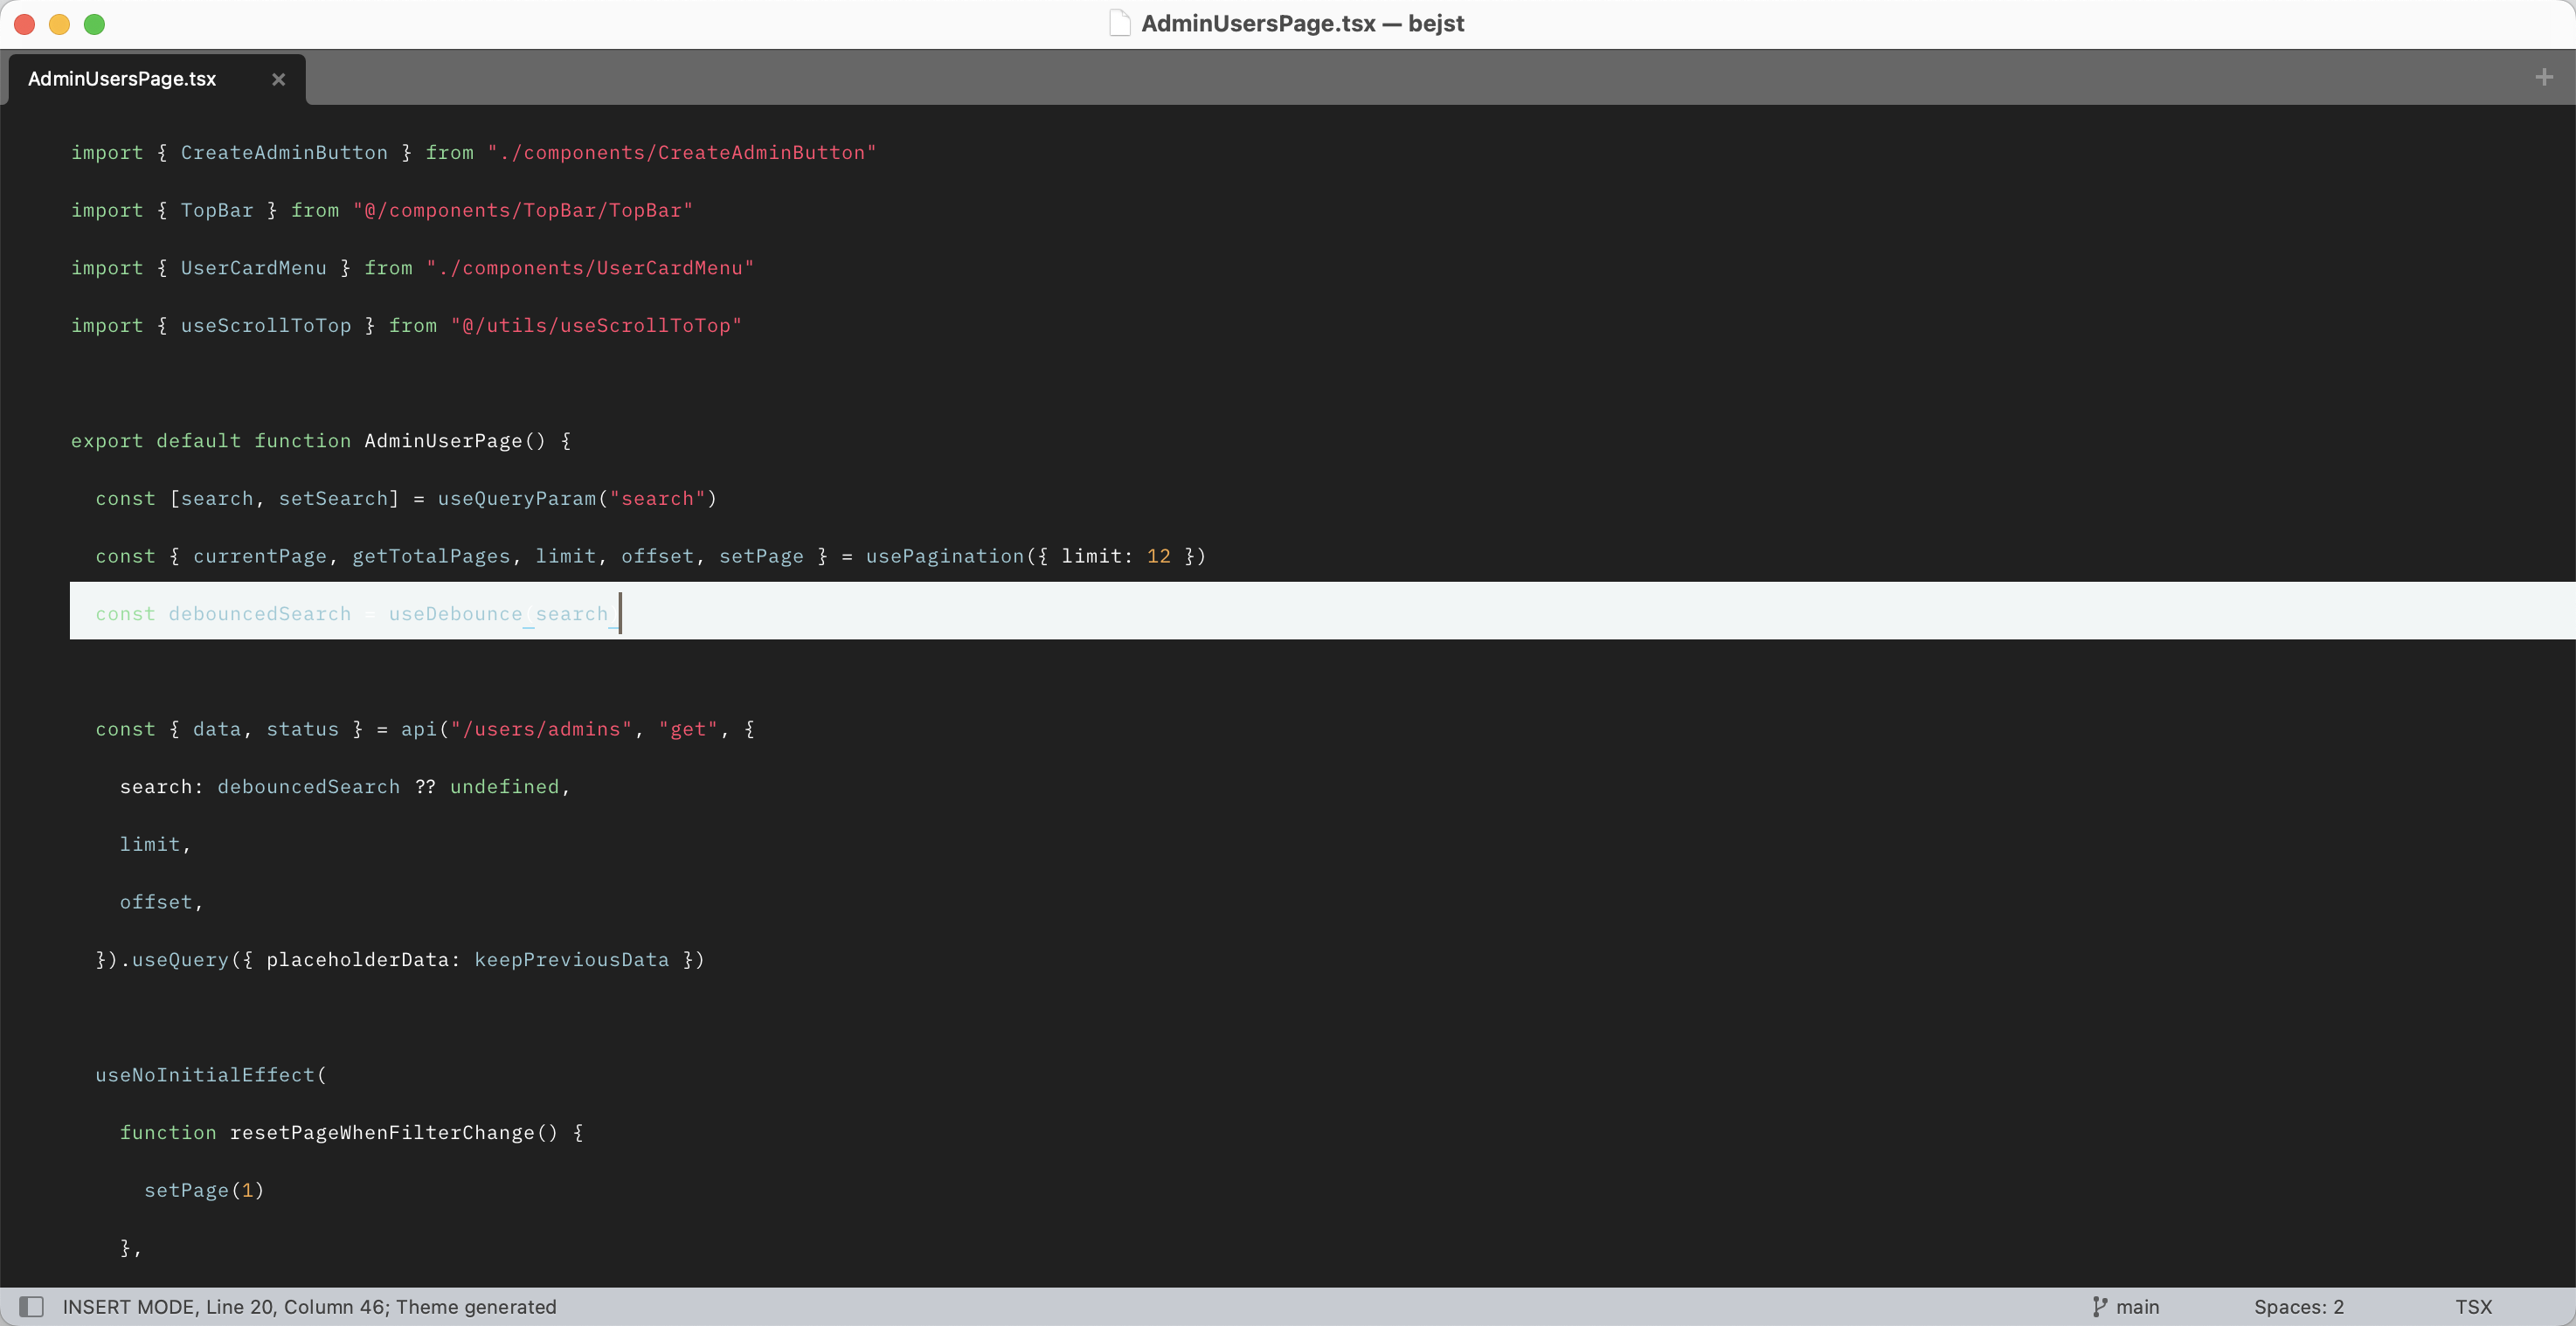 AdminUsersPage.tsx — bejst
AdminUsersPage.tsx
import { CreateAdminButton } from "./components/CreateAdminButton"
import { TopBar } from "@/components/TopBar/TopBar"
import { UserCardMenu } from "./components/UserCardMenu"
import { useScrollToTop } from "@/utils/useScrollToTop"
export default function AdminUserPage() {
  const [search, setSearch] = useQueryParam("search")
  const { currentPage, getTotalPages, limit, offset, setPage } = usePagination({ limit: 12 })
  const debouncedSearch = useDebounce(search)
  const { data, status } = api("/users/admins", "get", {
    search: debouncedSearch ?? undefined,
    limit,
    offset,
  }).useQuery({ placeholderData: keepPreviousData })
  useNoInitialEffect(
    function resetPageWhenFilterChange() {
      setPage(1)
    },
INSERT MODE, Line 20, Column 46; Theme generated
main
Spaces: 2
TSX